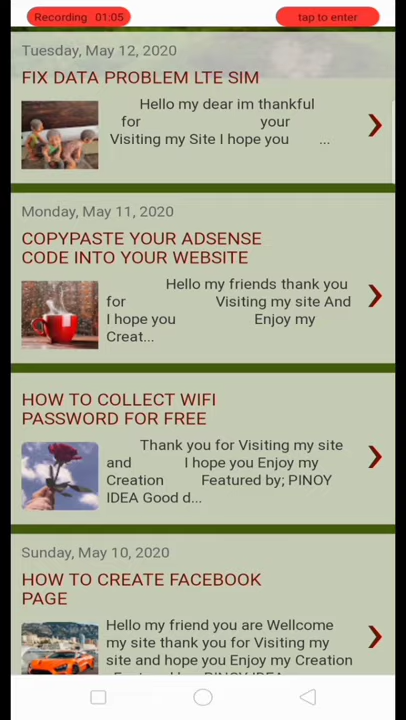 Recording 01:05
tap to enter
Tuesday, May 12, 2020
FIX DATA PROBLEM LTE SIM
Hello my dear im thankful
for your
Visiting my Site I hope you ...
Monday, May 11, 2020
COPYPASTE YOUR ADSENSE
CODE INTO YOUR WEBSITE
Hello my friends thank you
for Visiting my site And
I hope you Enjoy my
Creat...
HOW TO COLLECT WIFI
PASSWORD FOR FREE
Thank you for Visiting my site
and I hope you Enjoy my
Creation Featured by; PINOY
IDEA Good d...
Sunday, May 10, 2020
HOW TO CREATE FACEBOOK
PAGE
Hello my friend you are Wellcome
my site thank you for Visiting my
site and hope you Enjoy my Creation